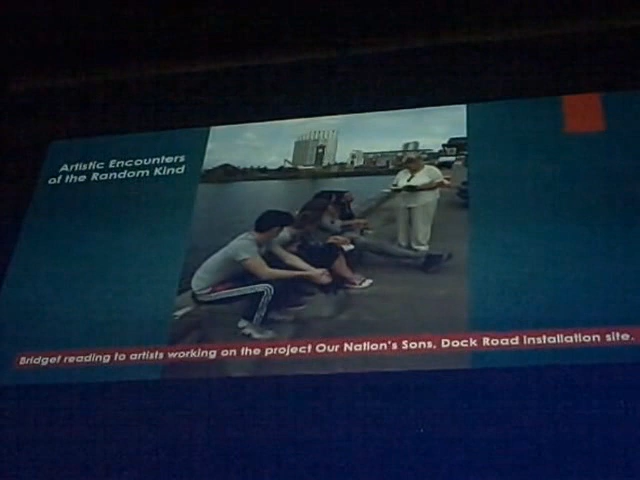 Artistic Encounters
of the Random Kind
Bridget reading to artists working on the project Our Nation's Sons, Dock Road Installation site.